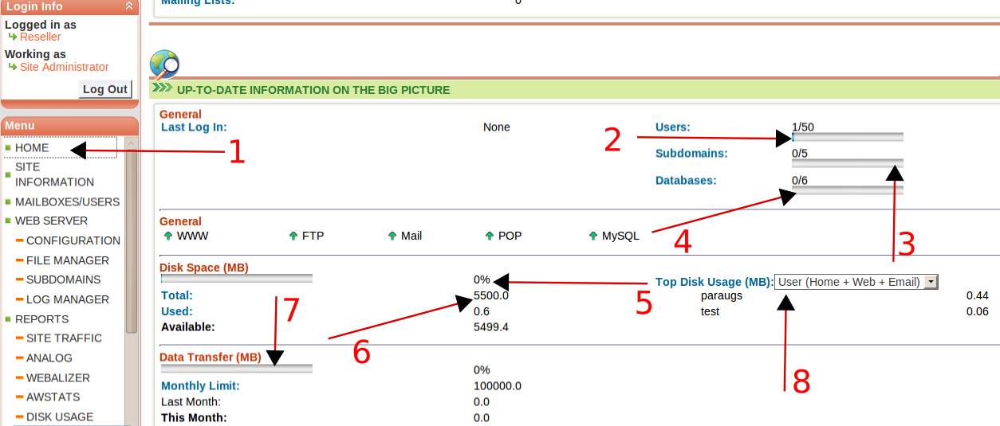 Login Info
Logged in as
Reseller
Working as
Site Administrator
Log Out
Menu
HOME
SITE
INFORMATION
MAILBOXES/USERS
WEB SERVER
CONFIGURATION
FILE MANAGER
SUBDOMAINS
LOG MANAGER
REPORTS
SITE TRAFFIC
ANALOG
WEBALIZER
AWSTATS
DISK USAGE
Mailing Lists: 0
UP-TO-DATE INFORMATION ON THE BIG PICTURE
General
Last Log In: None Users: 1/50
Subdomains: 0/5
Databases: 0/6
General
WWW FTP Mail POP MySQL
Disk Space (MB)
0% Top Disk Usage (MB): User (Home + Web + Email)
Total: 5500.0 paraugs 0.44
Used: 0.6 test 0.06
Available: 5499.4
Data Transfer (MB)
0%
Monthly Limit: 100000.0
Last Month: 0.0
This Month: 0.0
1
2
3
4
5
6
7
8